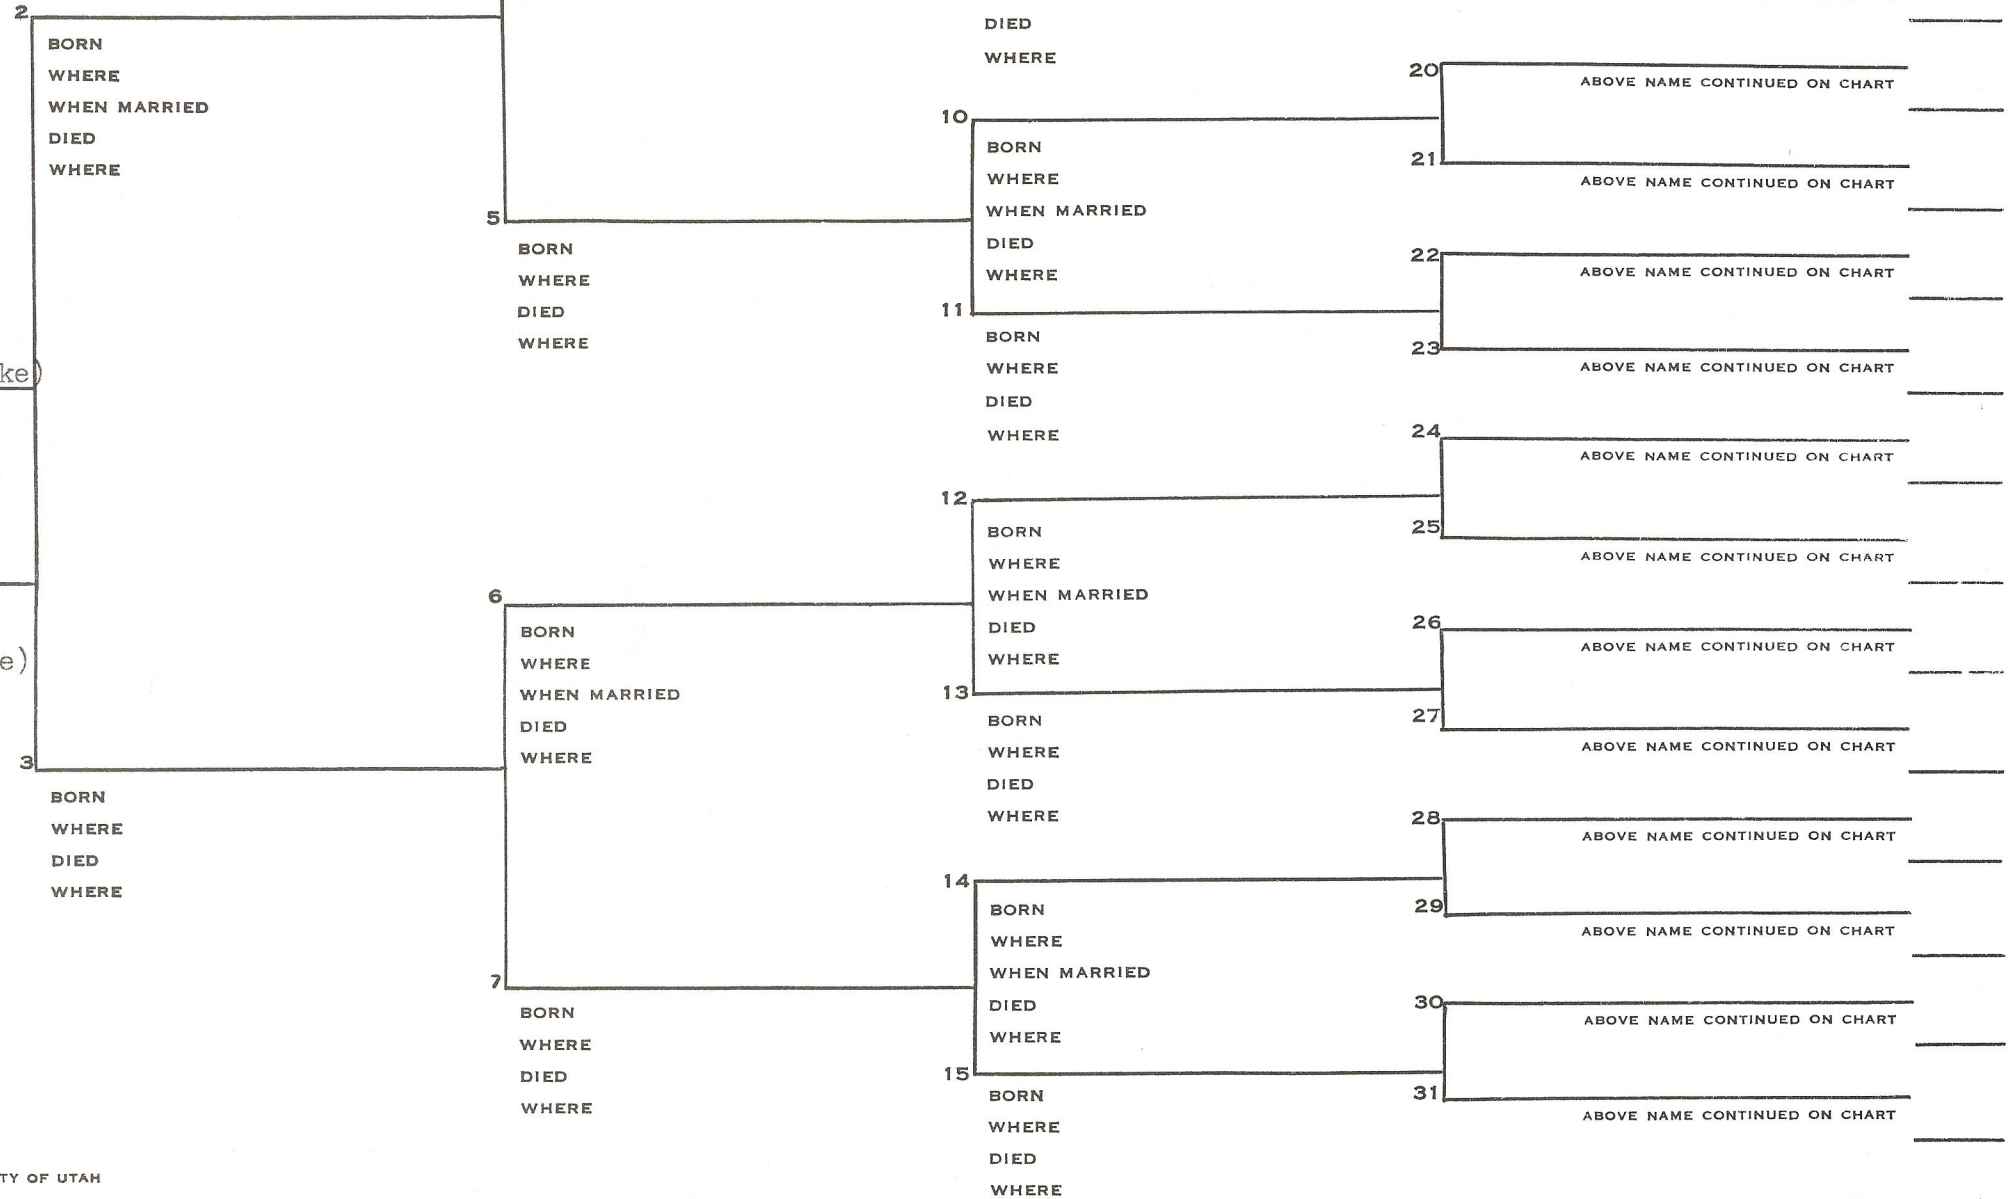 2
BORN
WHERE
WHEN MARRIED
DIED
WHERE
ke)
e)
3
BORN
WHERE
DIED
WHERE
TY OF UTAH
5
BORN
WHERE
DIED
WHERE
6
BORN
WHERE
WHEN MARRIED
DIED
WHERE
7
BORN
WHERE
DIED
WHERE
DIED
WHERE
10
BORN
WHERE
WHEN MARRIED
DIED
WHERE
11
BORN
WHERE
DIED
WHERE
12
BORN
WHERE
WHEN MARRIED
DIED
WHERE
13
BORN
WHERE
DIED
WHERE
14
BORN
WHERE
WHEN MARRIED
DIED
WHERE
15
BORN
WHERE
DIED
WHERE
20
ABOVE NAME CONTINUED ON CHART
21
ABOVE NAME CONTINUED ON CHART
22
ABOVE NAME CONTINUED ON CHART
23
ABOVE NAME CONTINUED ON CHART
24
ABOVE NAME CONTINUED ON CHART
25
ABOVE NAME CONTINUED ON CHART
26
ABOVE NAME CONTINUED ON CHART
27
ABOVE NAME CONTINUED ON CHART
28
ABOVE NAME CONTINUED ON CHART
29
ABOVE NAME CONTINUED ON CHART
30
ABOVE NAME CONTINUED ON CHART
31
ABOVE NAME CONTINUED ON CHART